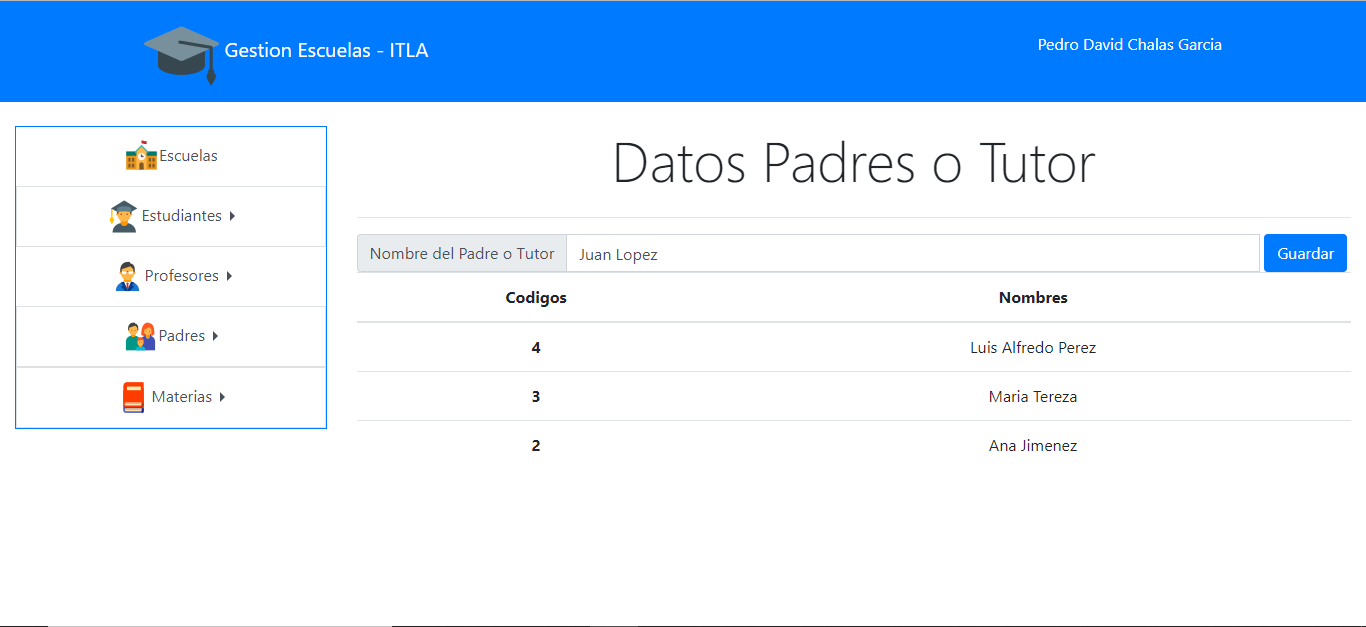 Gestion Escuelas - ITLA
Pedro David Chalas Garcia
Escuelas
Estudiantes
Profesores
Padres
Materias
Datos Padres o Tutor
Nombre del Padre o Tutor Juan Lopez Guardar
Codigos Nombres
4 Luis Alfredo Perez
3 Maria Tereza
2 Ana Jimenez